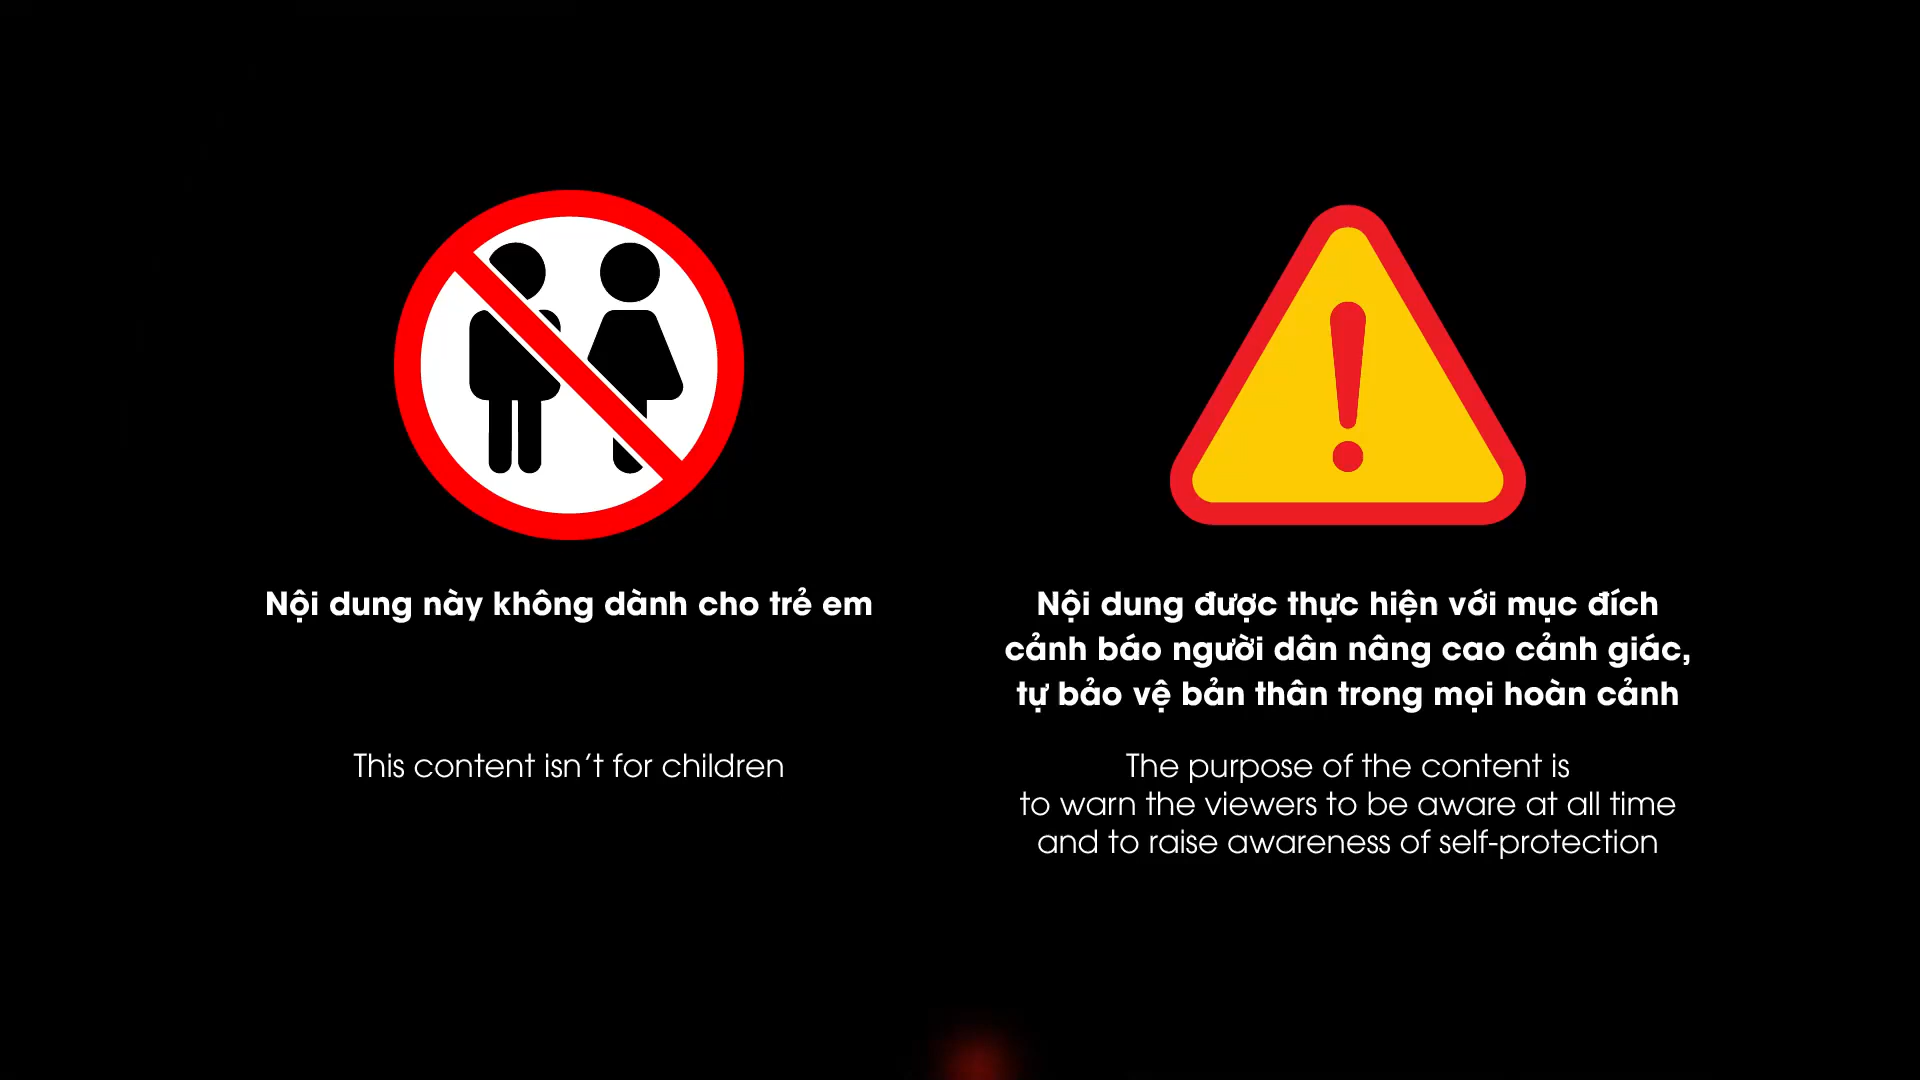 Nội dung này không dành cho trẻ em
This content isn't for children
Nội dung được thực hiện với mục đích
cảnh báo người dân nâng cao cảnh giác,
tự bảo vệ bản thân trong mọi hoàn cảnh
The purpose of the content is
to warn the viewers to be aware at all time
and to raise awareness of self-protection